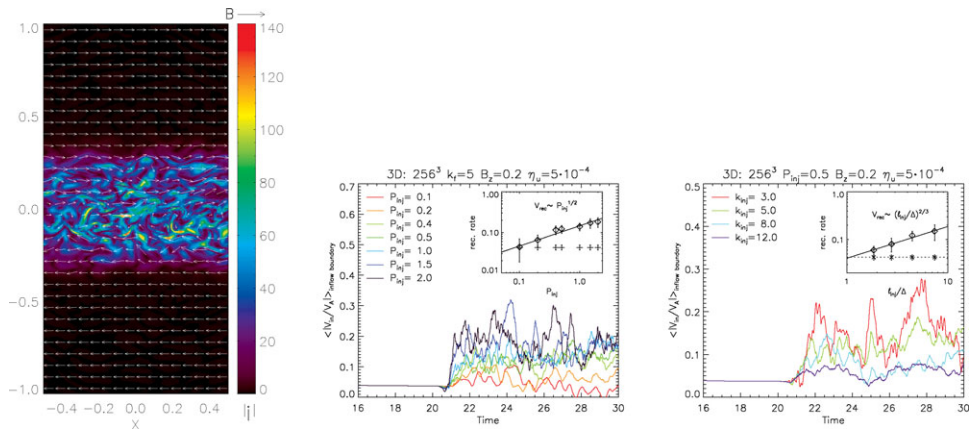 B
1.0
0.5
0.0
-0.5
-1.0
-0.4 -0.2 0.0 0.2 0.4
X
140
120
100
80
60
40
20
0
|j|
3D: 256³ k_f=5 B_z=0.2 η_u=5·10⁻⁴
0.7
0.6
0.5
0.4
0.3
0.2
0.1
0.0
<|V_in/V_A|>_inflow boundary
P_inj= 0.1
P_inj= 0.2
P_inj= 0.4
P_inj= 0.5
P_inj= 1.0
P_inj= 1.5
P_inj= 2.0
V_rec~ P_inj^1/2
rec. rate
0.10
0.01
0.1 1.0
P_inj
16 18 20 22 24 26 28 30
Time
3D: 256³ P_inj=0.5 B_z=0.2 η_u=5·10⁻⁴
0.5
0.4
0.3
0.2
0.1
0.0
<|V_in/V_A|>_inflow boundary
k_inj= 3.0
k_inj= 5.0
k_inj= 8.0
k_inj=12.0
V_rec~ (ℓ_inj/Δ)^2/3
rec. rate
0.1
1 10
ℓ_inj/Δ
16 18 20 22 24 26 28 30
Time